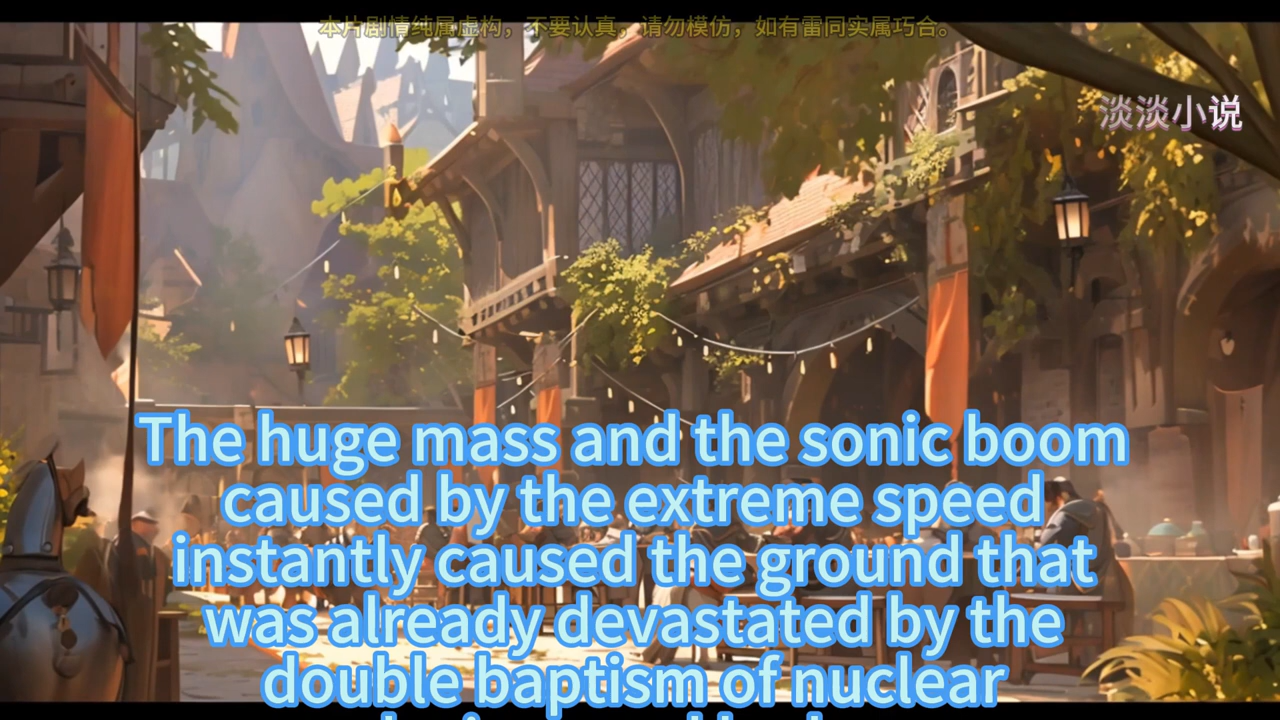 本片剧情纯属虚构，不要认真，请勿模仿，如有雷同实属巧合。
淡淡小说
The huge mass and the sonic boom
caused by the extreme speed
instantly caused the ground that
was already devastated by the
double baptism of nuclear